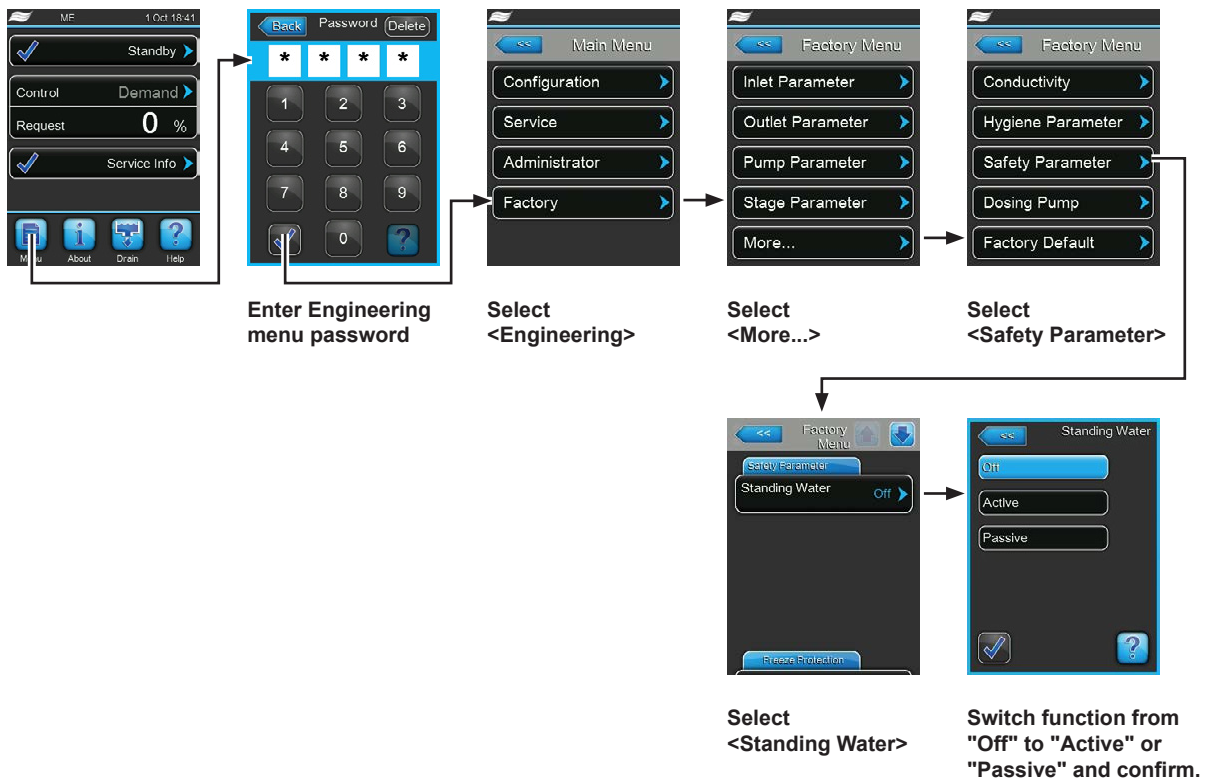 ME 1 Oct 18:41
Standby
Control Demand
Request 0 %
Service Info
Menu About Drain Help
Back Password Delete
* * * *
1 2 3
4 5 6
7 8 9
0 ?
Enter Engineering
menu password
<< Main Menu
Configuration
Service
Administrator
Factory
Select
<Engineering>
<< Factory Menu
Inlet Parameter
Outlet Parameter
Pump Parameter
Stage Parameter
More...
Select
<More...>
<< Factory Menu
Conductivity
Hygiene Parameter
Safety Parameter
Dosing Pump
Factory Default
Select
<Safety Parameter>
<< Factory
Menu
Safety Parameter
Standing Water Off
Freeze Protection
Select
<Standing Water>
<< Standing Water
Off
Active
Passive
?
Switch function from
"Off" to "Active" or
"Passive" and confirm.